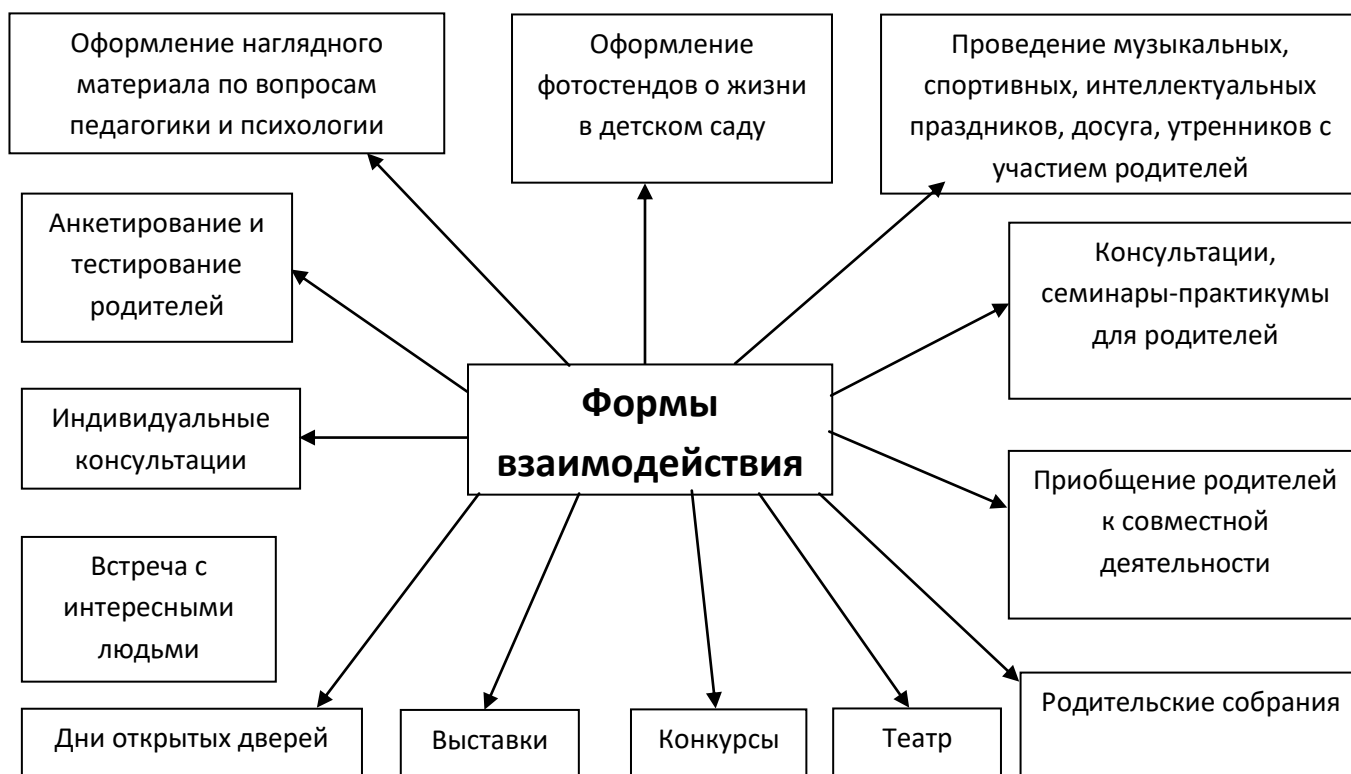 Оформление наглядного
материала по вопросам
педагогики и психологии
Оформление
фотостендов о жизни
в детском саду
Проведение музыкальных,
спортивных, интеллектуальных
праздников, досуга, утренников с
участием родителей
Анкетирование и
тестирование
родителей
Консультации,
семинары-практикумы
для родителей
Формы
взаимодействия
Индивидуальные
консультации
Приобщение родителей
к совместной
деятельности
Встреча с
интересными
людьми
Родительские собрания
Дни открытых дверей
Выставки
Конкурсы
Театр